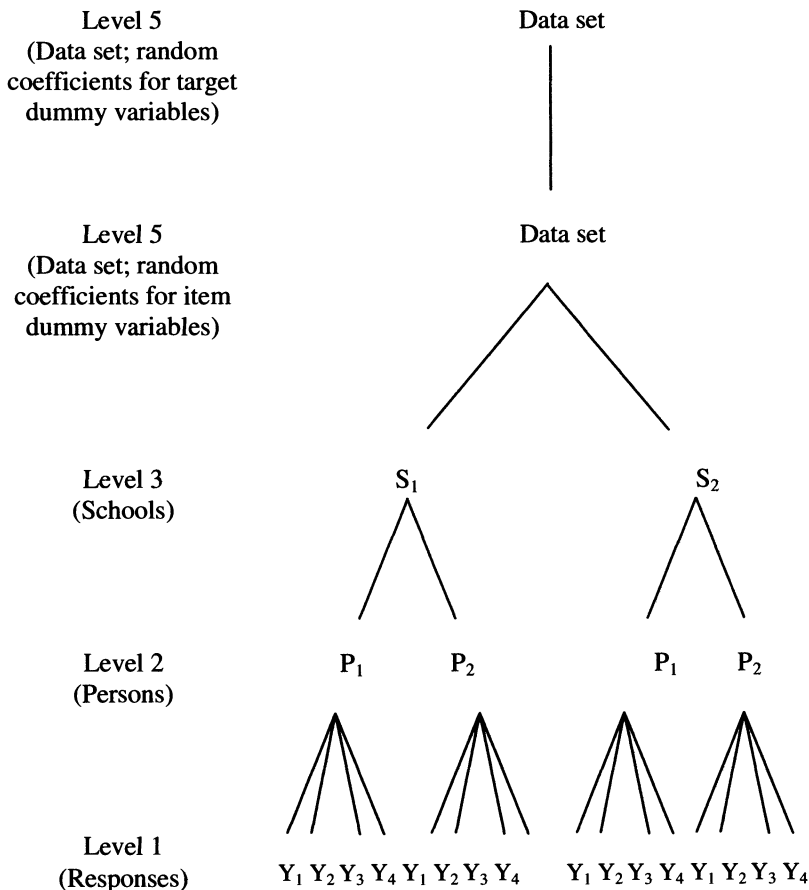 Level 5
(Data set; random
coefficients for target
dummy variables)
Data set
Level 5
(Data set; random
coefficients for item
dummy variables)
Data set
Level 3
(Schools)
S₁ S₂
Level 2
(Persons)
P₁ P₂ P₁ P₂
Level 1
(Responses)
Y₁ Y₂ Y₃ Y₄ Y₁ Y₂ Y₃ Y₄ Y₁ Y₂ Y₃ Y₄ Y₁ Y₂ Y₃ Y₄